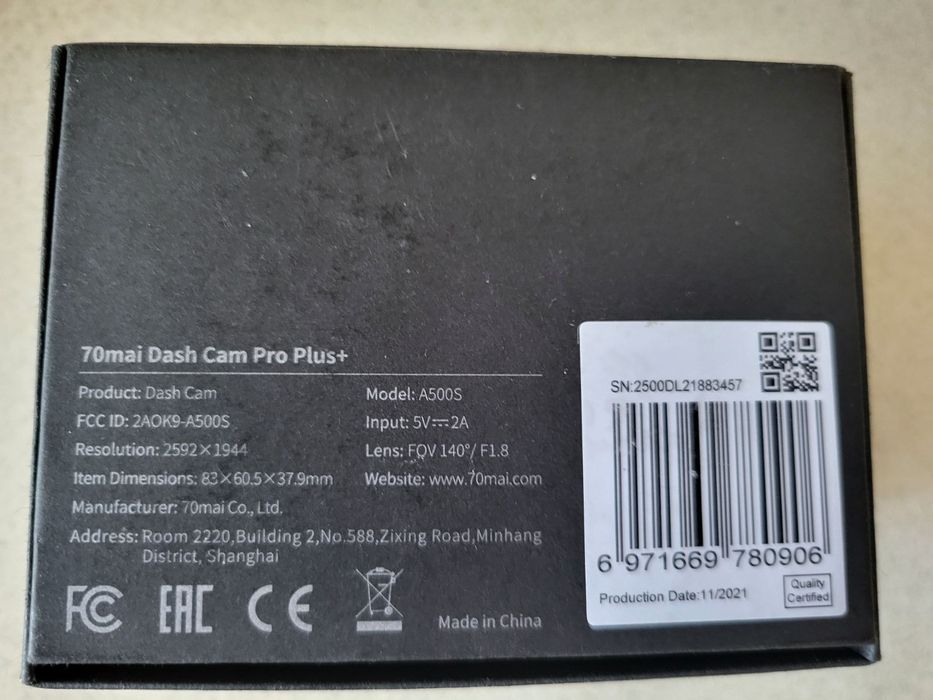 70mai Dash Cam Pro Plus+
Product: Dash Cam
Model: A500S
FCC ID: 2AOK9-A500S
Input: 5V⎓2A
Resolution: 2592×1944
Lens: FOV 140°/ F1.8
Item Dimensions: 83×60.5×37.9mm
Website: www.70mai.com
Manufacturer: 70mai Co., Ltd.
Address: Room 2220,Building 2,No.588,Zixing Road,Minhang
District, Shanghai
FC EAC CE
Made in China
SN:2500DL21883457
6 971669 780906
Production Date:11/2021
Quality
Certified